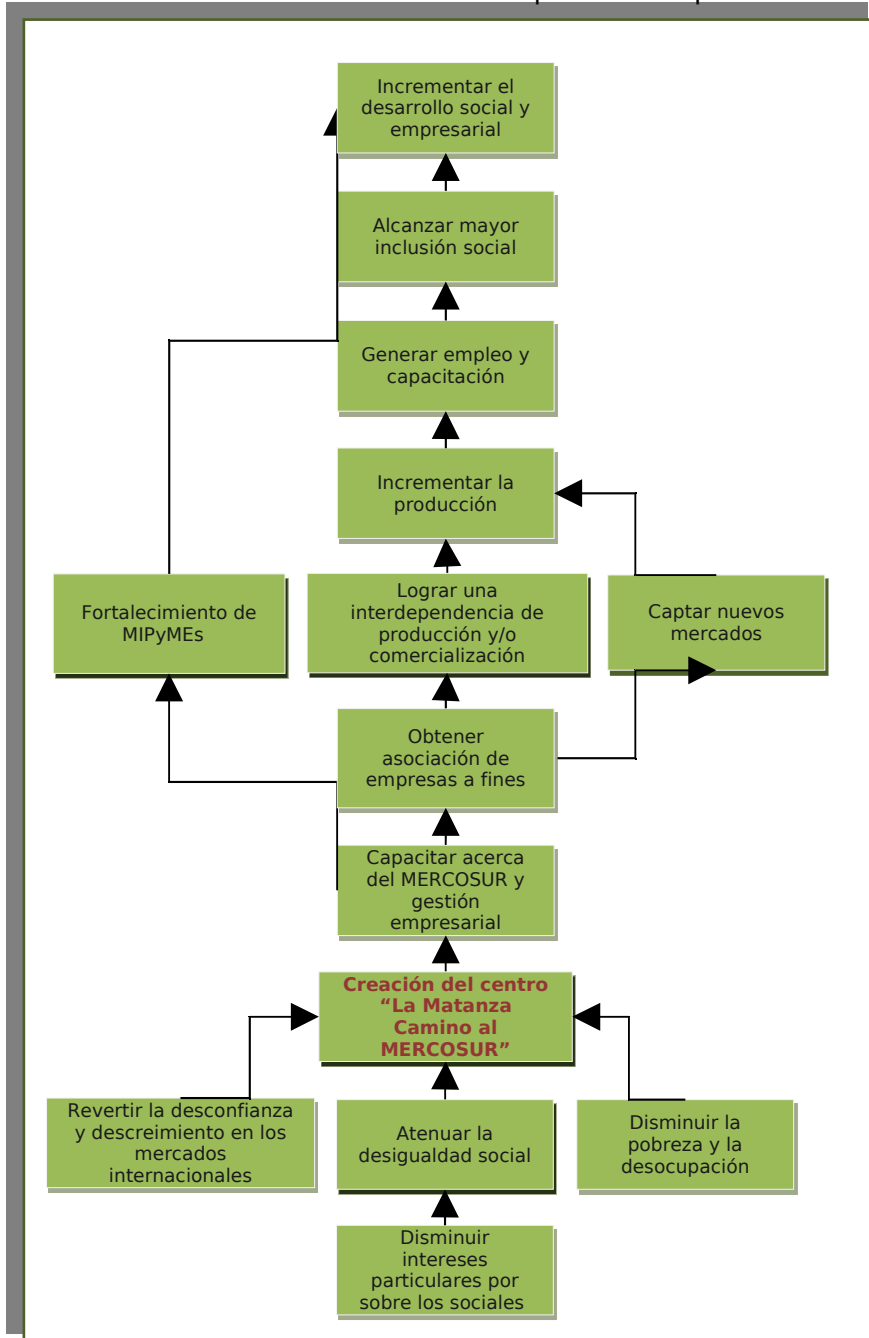 Incrementar el
desarrollo social y
empresarial
Alcanzar mayor
inclusión social
Generar empleo y
capacitación
Incrementar la
producción
Fortalecimiento de
MIPyMEs
Lograr una
interdependencia de
producción y/o
comercialización
Captar nuevos
mercados
Obtener
asociación de
empresas a fines
Capacitar acerca
del MERCOSUR y
gestión
empresarial
Creación del centro
“La Matanza
Camino al
MERCOSUR”
Revertir la desconfianza
y descreimiento en los
mercados
internacionales
Atenuar la
desigualdad social
Disminuir la
pobreza y la
desocupación
Disminuir
intereses
particulares por
sobre los sociales